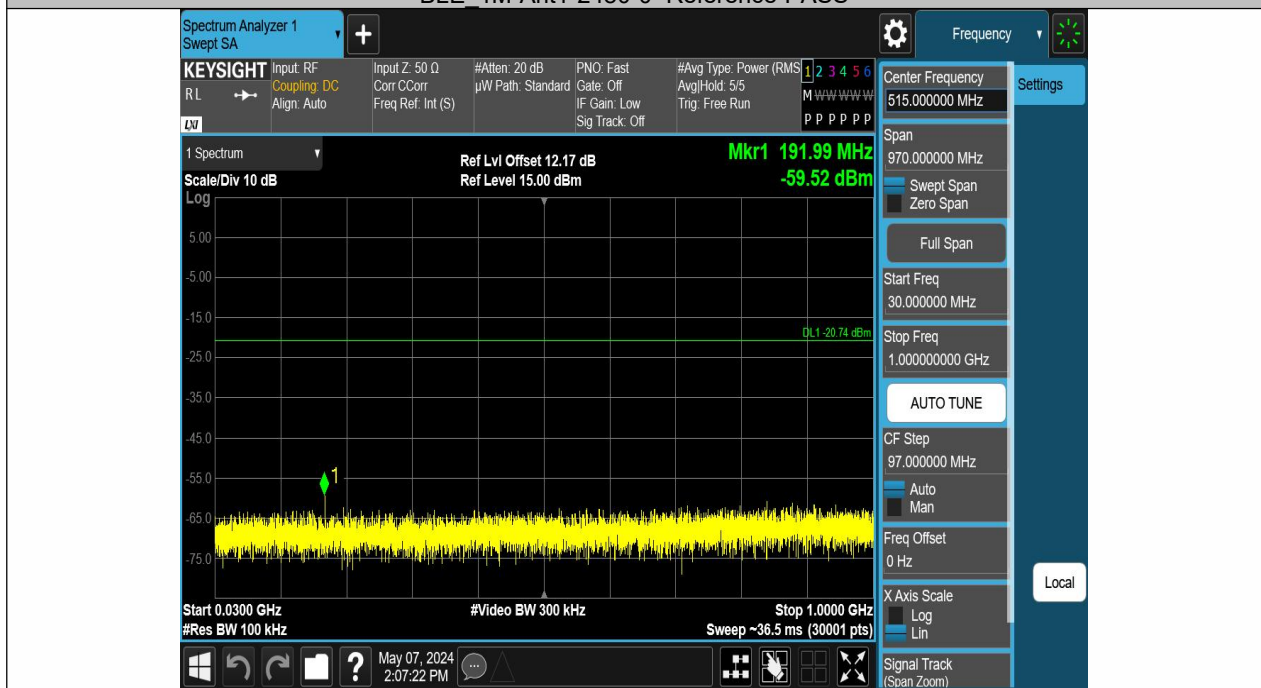 Spectrum Analyzer 1
Swept SA
+
Frequency
KEYSIGHT
RL
LXI
Input: RF
Coupling: DC
Align: Auto
Input Z: 50 Ω
Corr CCorr
Freq Ref: Int (S)
#Atten: 20 dB
µW Path: Standard
PNO: Fast
Gate: Off
IF Gain: Low
Sig Track: Off
#Avg Type: Power (RMS
Avg|Hold: 5/5
Trig: Free Run
1 2 3 4 5 6
M W W W W W
P P P P P P
1 Spectrum
Scale/Div 10 dB
Log
Ref Lvl Offset 12.17 dB
Ref Level 15.00 dBm
Mkr1 191.99 MHz
-59.52 dBm
5.00
-5.00
-15.0
DL1 -20.74 dBm
-25.0
-35.0
-45.0
-55.0
1
-65.0
-75.0
Start 0.0300 GHz
#Video BW 300 kHz
Stop 1.0000 GHz
#Res BW 100 kHz
Sweep ~36.5 ms (30001 pts)
?
May 07, 2024
2:07:22 PM
Center Frequency
515.000000 MHz
Settings
Span
970.000000 MHz
Swept Span
Zero Span
Full Span
Start Freq
30.000000 MHz
Stop Freq
1.000000000 GHz
AUTO TUNE
CF Step
97.000000 MHz
Auto
Man
Freq Offset
0 Hz
X Axis Scale
Log
Lin
Local
Signal Track
(Span Zoom)